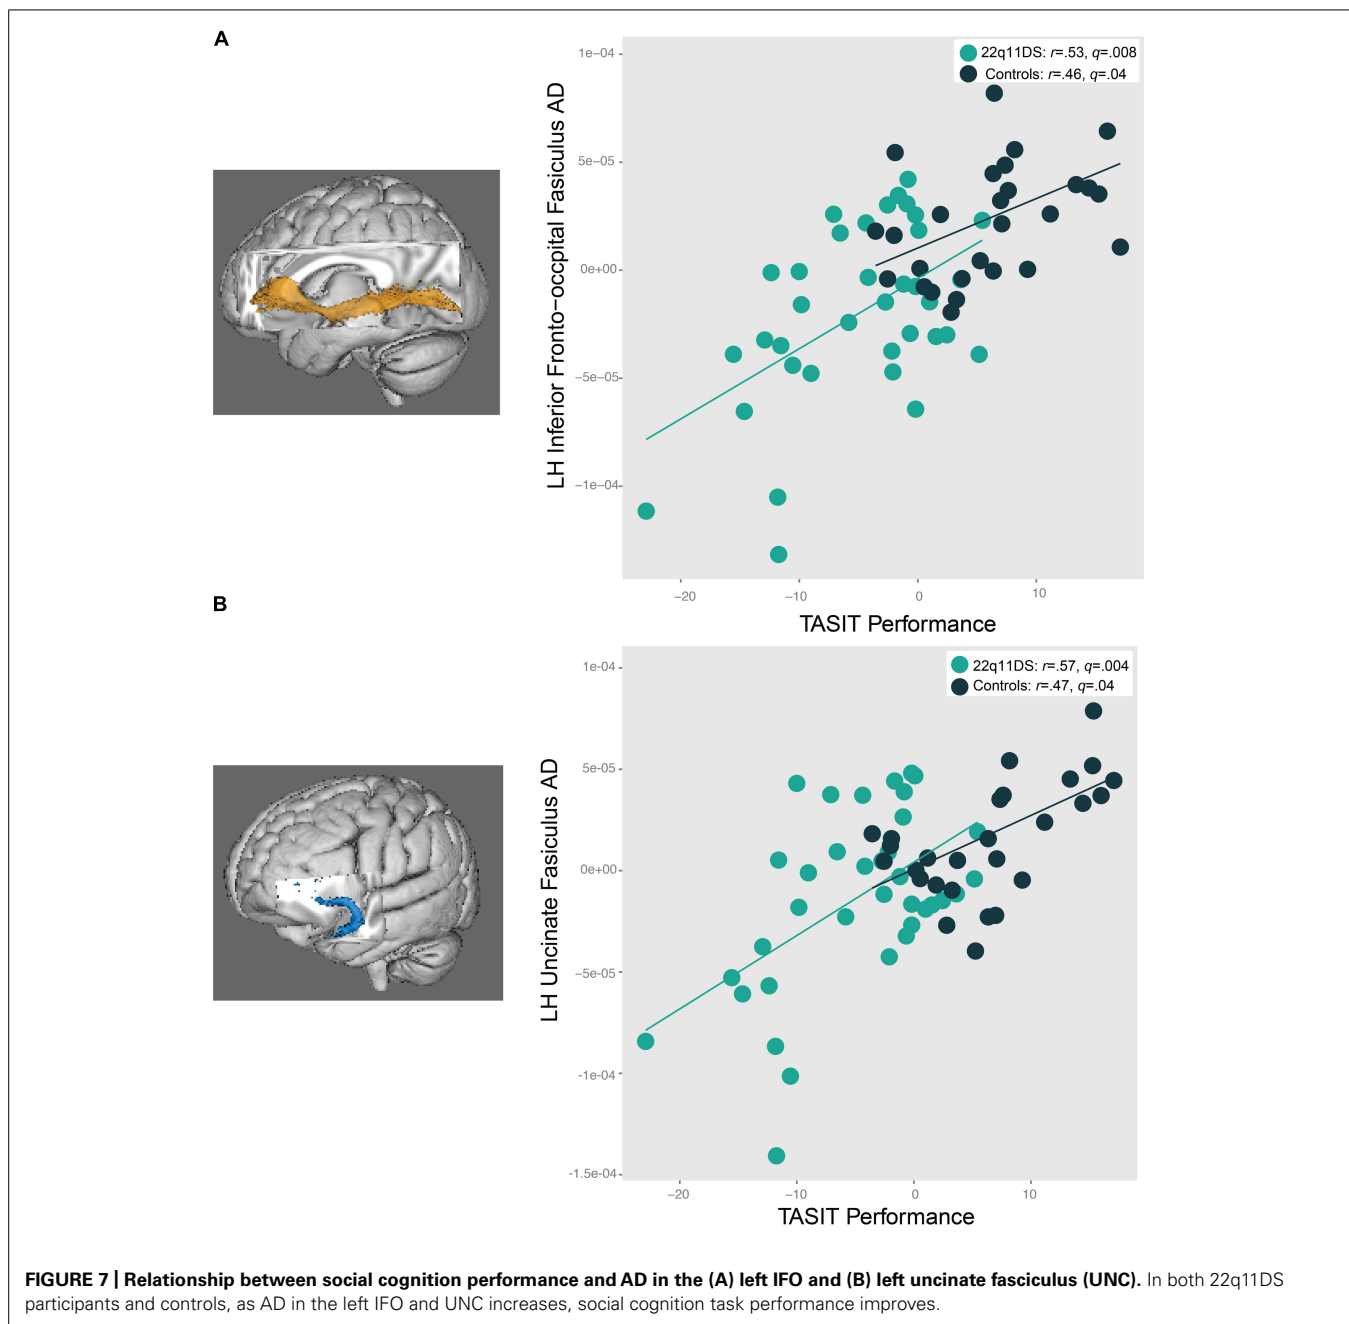 A
22q11DS: r=.53, q=.008
Controls: r=.46, q=.04
LH Inferior Fronto−occpital Fasiculus AD
1e−04
5e−05
0e+00
−5e−05
−1e−04
−20
−10
0
10
TASIT Performance
B
22q11DS: r=.57, q=.004
Controls: r=.47, q=.04
LH Uncinate Fasiculus AD
1e-04
5e-05
0e+00
-5e-05
-1e-04
-1.5e-04
−20
−10
0
10
TASIT Performance
FIGURE 7 | Relationship between social cognition performance and AD in the (A) left IFO and (B) left uncinate fasciculus (UNC). In both 22q11DS
participants and controls, as AD in the left IFO and UNC increases, social cognition task performance improves.